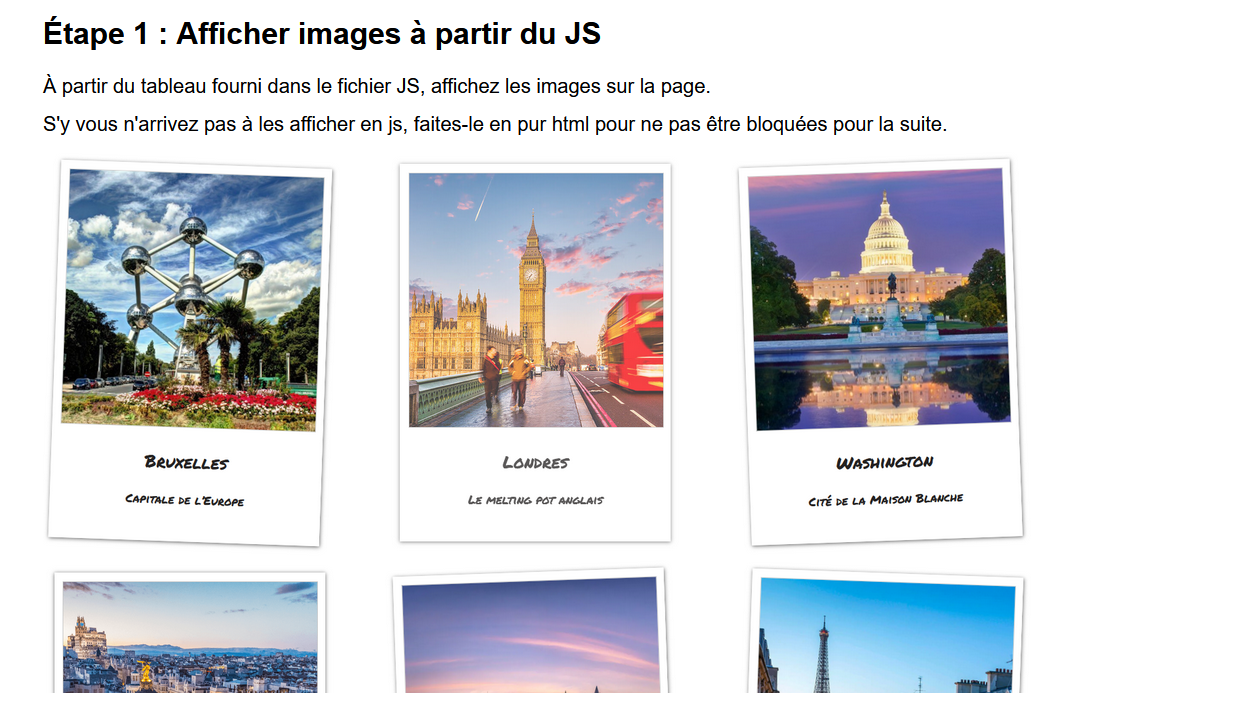 Étape 1 : Afficher images à partir du JS
À partir du tableau fourni dans le fichier JS, affichez les images sur la page.
S'y vous n'arrivez pas à les afficher en js, faites-le en pur html pour ne pas être bloquées pour la suite.
Bruxelles
Londres
Washington
Capitale de l'Europe
Le melting pot anglais
Cité de la Maison Blanche